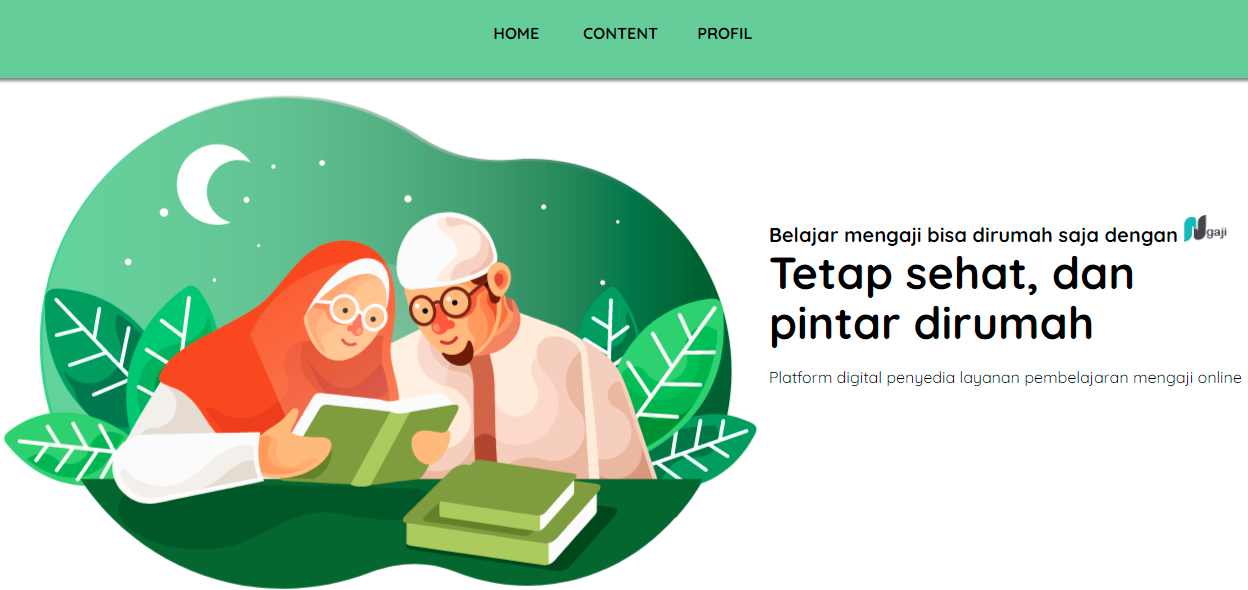 HOME CONTENT PROFIL
Belajar mengaji bisa dirumah saja dengan Ngaji
Tetap sehat, dan
pintar dirumah
Platform digital penyedia layanan pembelajaran mengaji online